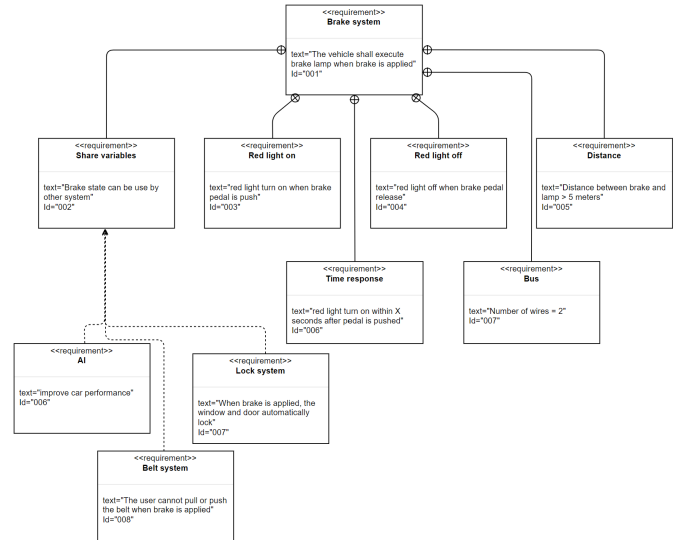 <<requirement>>
Brake system
text="The vehicle shall execute
brake lamp when brake is applied"
Id="001"
<<requirement>>
Share variables
text="Brake state can be use by
other system"
Id="002"
<<requirement>>
Red light on
text="red light turn on when brake
pedal is push"
Id="003"
<<requirement>>
Red light off
text="red light off when brake pedal
release"
Id="004"
<<requirement>>
Distance
text="Distance between brake and
lamp > 5 meters"
Id="005"
<<requirement>>
Time response
text="red light turn on within X
seconds after pedal is pushed"
Id="006"
<<requirement>>
Bus
text="Number of wires = 2"
Id="007"
<<requirement>>
AI
text="improve car performance"
Id="006"
<<requirement>>
Lock system
text="When brake is applied, the
window and door automatically
lock"
Id="007"
<<requirement>>
Belt system
text="The user cannot pull or push
the belt when brake is applied"
Id="008"